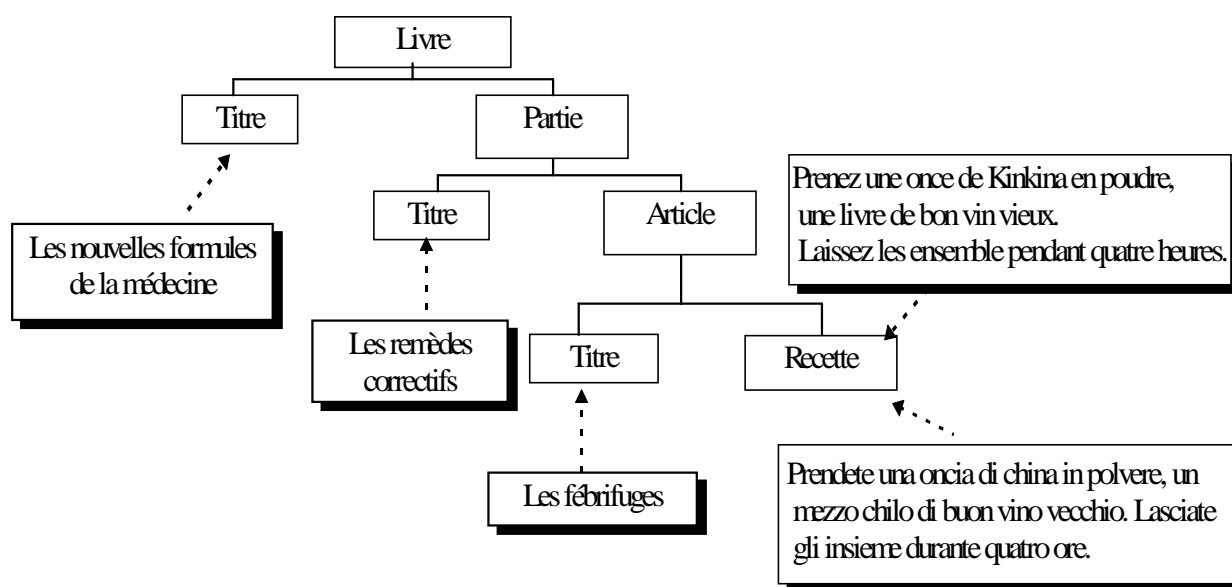 Livre
Titre
Partie
Prenez une once de Kinkina en poudre,
une livre de bon vin vieux.
Laissez les ensemble pendant quatre heures.
Titre
Article
Les nouvelles formules
de la médecine
Les remèdes
correctifs
Titre
Recette
Les fébrifuges
Prendete una oncia di china in polvere, un
mezzo chilo di buon vino vecchio. Lasciate
gli insieme durante quatro ore.